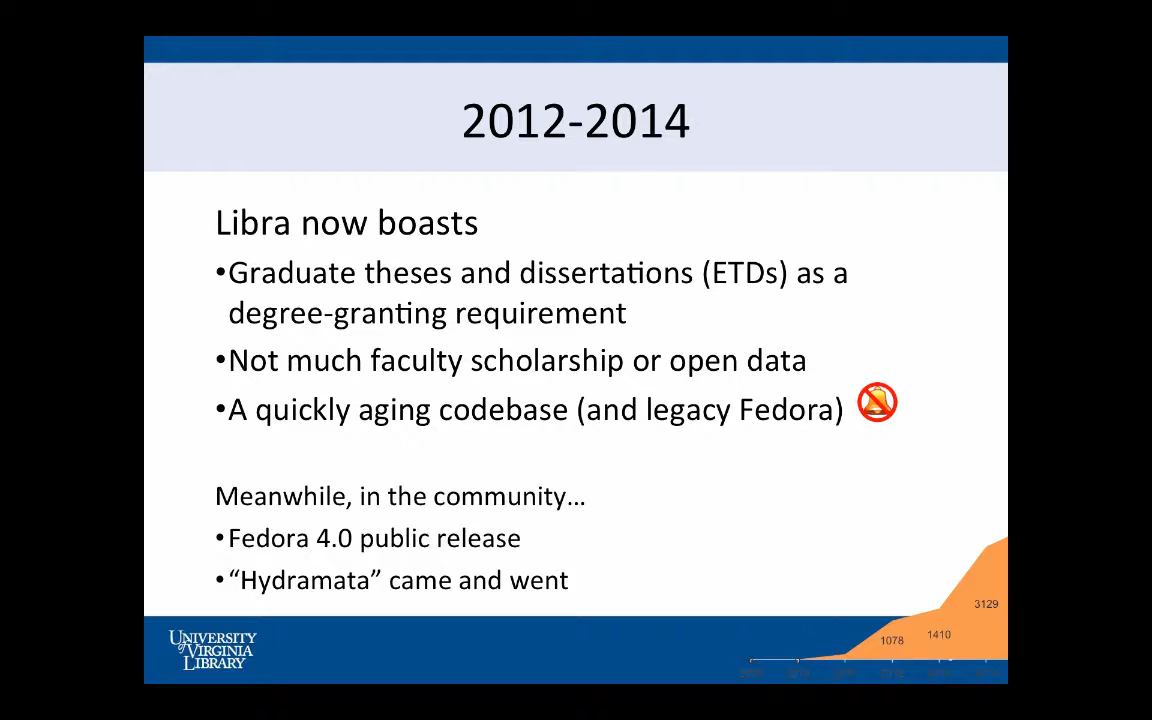 2012-2014
Libra now boasts
•Graduate theses and dissertations (ETDs) as a
degree-granting requirement
•Not much faculty scholarship or open data
•A quickly aging codebase (and legacy Fedora)
Meanwhile, in the community…
•Fedora 4.0 public release
•“Hydramata” came and went
3129
1410
1078
UNIVERSITY
of VIRGINIA
LIBRARY